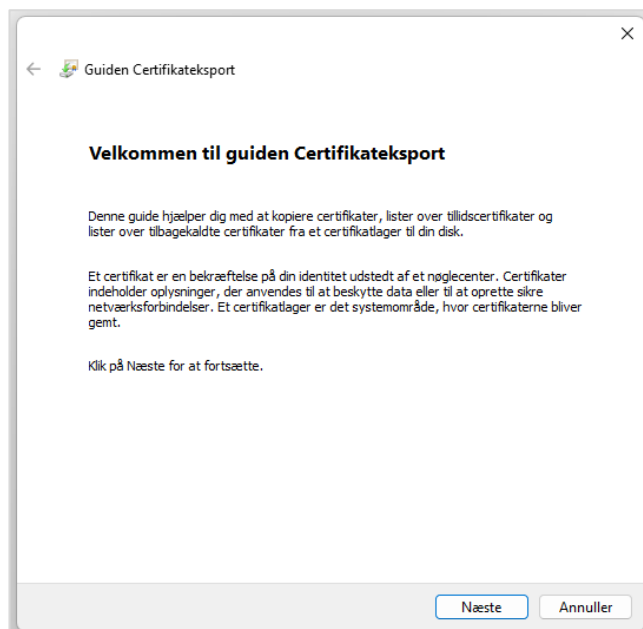 Guiden Certifikateksport
Velkommen til guiden Certifikateksport
Denne guide hjælper dig med at kopiere certifikater, lister over tillidscertifikater og
lister over tilbagekaldte certifikater fra et certifikatlager til din disk.
Et certifikat er en bekræftelse på din identitet udstedt af et nøglecenter. Certifikater
indeholder oplysninger, der anvendes til at beskytte data eller til at oprette sikre
netværksforbindelser. Et certifikatlager er det systemområde, hvor certifikaterne bliver
gemt.
Klik på Næste for at fortsætte.
Næste
Annuller